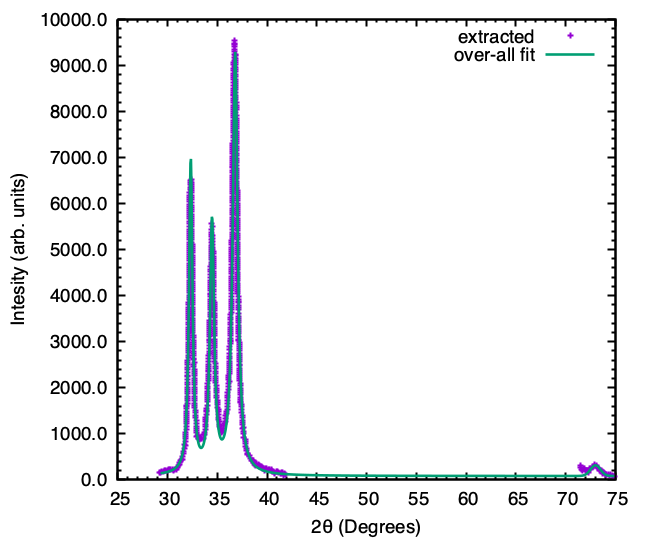 10000.0
9000.0
8000.0
7000.0
6000.0
5000.0
4000.0
3000.0
2000.0
1000.0
0.0
Intesity (arb. units)
extracted
over-all fit
25 30 35 40 45 50 55 60 65 70 75
2θ (Degrees)